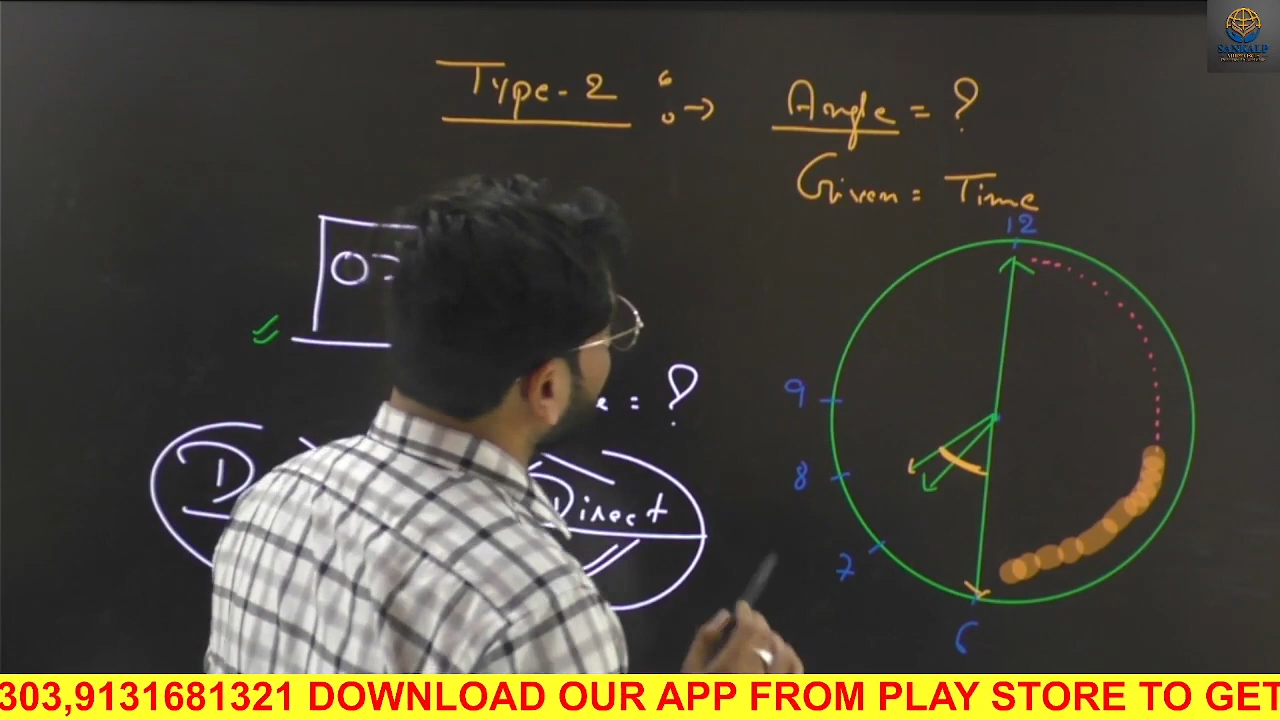 SANKALP
Type-2 :→ Angle = ?
Given = Time
12
= ?
9
8
7
6
D
Direct
303,9131681321 DOWNLOAD OUR APP FROM PLAY STORE TO GET